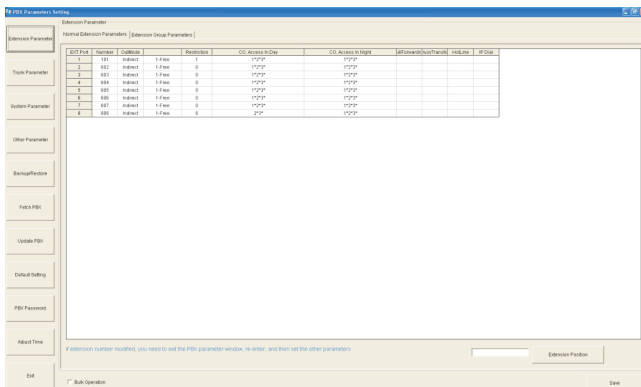 PBX Parameters Setting
Extension Parameter
Trunk Parameter
System Parameter
Other Parameter
Backup/Restore
Fetch PBX
Update PBX
Default Setting
PBX Password
Adjust Time
Exit
Extension Parameter
Normal Extension Parameters Extension Group Parameters
EXT.Port Number OutMode Restriction CO. Access In Day CO. Access In Night HotLine IP Dial
1 101 Indirect 1-Free 1 1*2*3* 1*2*3*
2 602 Indirect 1-Free 0 1*2*3* 1*2*3*
3 603 Indirect 1-Free 0 1*2*3* 1*2*3*
4 604 Indirect 1-Free 0 1*2*3* 1*2*3*
5 605 Indirect 1-Free 0 1*2*3* 1*2*3*
6 606 Indirect 1-Free 0 1*2*3* 1*2*3*
7 607 Indirect 1-Free 0 1*2*3* 1*2*3*
8 608 Indirect 1-Free 6 2*3* 1*2*3*
If extension number modified, you need to exit the PBX parameter window, re-enter, and then set the other parameters
Extension Position
Bulk Operation
Save